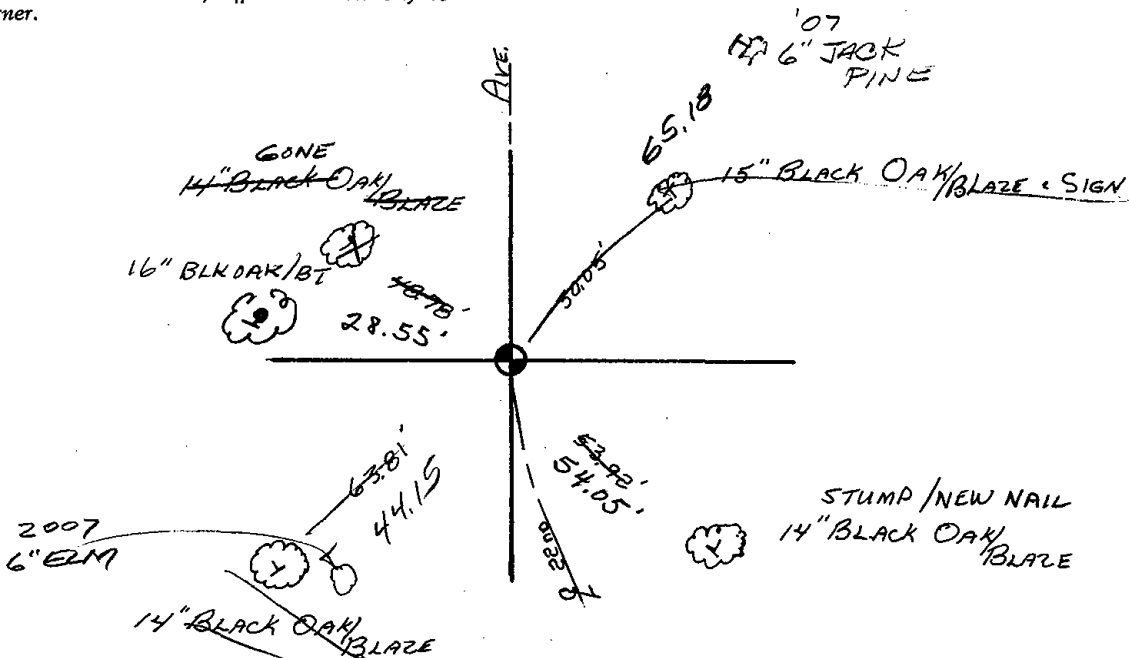 rner.
AVE.
'07
6" JACK
PINE
65.18
15" BLACK OAK/BLAZE & SIGN
50.05'
GONE
14" BLACK OAK/
BLAZE
16" BLK OAK/BT
48.78'
28.55'
63.81'
44.15
53.92'
54.05'
22nd
2007
6" ELM
14" BLACK OAK/
BLAZE
STUMP/NEW NAIL
14" BLACK OAK/
BLAZE